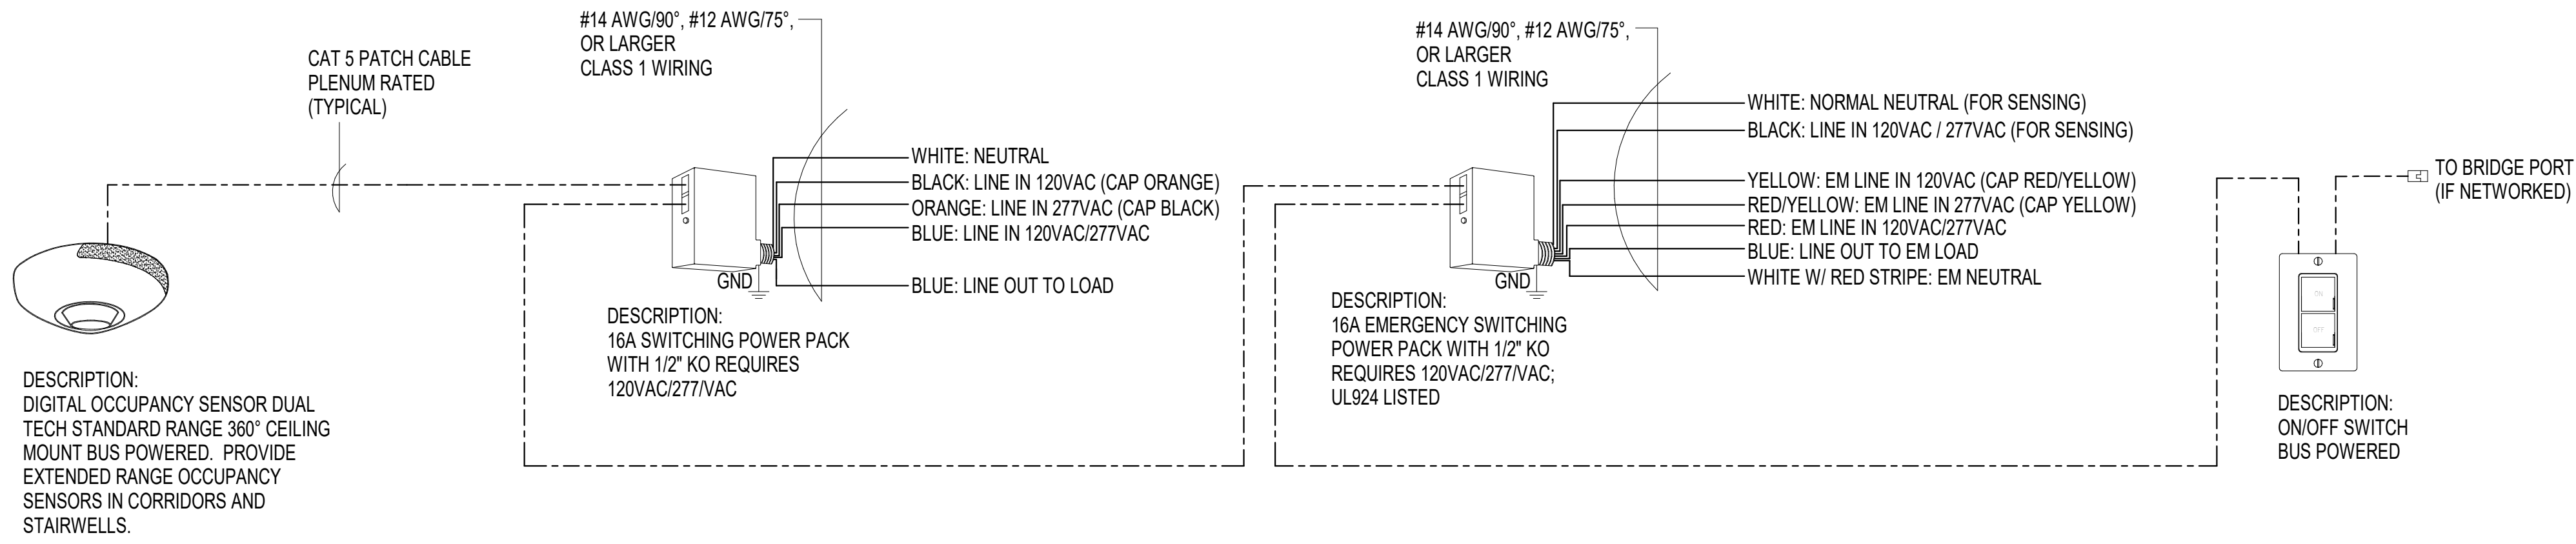 CAT 5 PATCH CABLE
PLENUM RATED
(TYPICAL)
DESCRIPTION:
DIGITAL OCCUPANCY SENSOR DUAL
TECH STANDARD RANGE 360° CEILING
MOUNT BUS POWERED.  PROVIDE
EXTENDED RANGE OCCUPANCY
SENSORS IN CORRIDORS AND
STAIRWELLS.
#14 AWG/90°, #12 AWG/75°,
OR LARGER
CLASS 1 WIRING
WHITE: NEUTRAL
BLACK: LINE IN 120VAC (CAP ORANGE)
ORANGE: LINE IN 277VAC (CAP BLACK)
BLUE: LINE IN 120VAC/277VAC
BLUE: LINE OUT TO LOAD
GND
DESCRIPTION:
16A SWITCHING POWER PACK
WITH 1/2" KO REQUIRES
120VAC/277/VAC
#14 AWG/90°, #12 AWG/75°,
OR LARGER
CLASS 1 WIRING
WHITE: NORMAL NEUTRAL (FOR SENSING)
BLACK: LINE IN 120VAC / 277VAC (FOR SENSING)
YELLOW: EM LINE IN 120VAC (CAP RED/YELLOW)
RED/YELLOW: EM LINE IN 277VAC (CAP YELLOW)
RED: EM LINE IN 120VAC/277VAC
BLUE: LINE OUT TO EM LOAD
WHITE W/ RED STRIPE: EM NEUTRAL
GND
DESCRIPTION:
16A EMERGENCY SWITCHING
POWER PACK WITH 1/2" KO
REQUIRES 120VAC/277/VAC;
UL924 LISTED
TO BRIDGE PORT
(IF NETWORKED)
ON
OFF
DESCRIPTION:
ON/OFF SWITCH
BUS POWERED